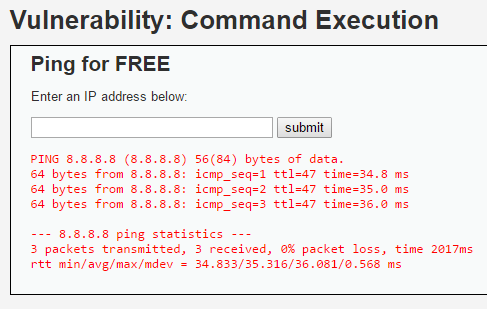 Vulnerability: Command Execution
Ping for FREE
Enter an IP address below:
submit
PING 8.8.8.8 (8.8.8.8) 56(84) bytes of data.
64 bytes from 8.8.8.8: icmp_seq=1 ttl=47 time=34.8 ms
64 bytes from 8.8.8.8: icmp_seq=2 ttl=47 time=35.0 ms
64 bytes from 8.8.8.8: icmp_seq=3 ttl=47 time=36.0 ms
--- 8.8.8.8 ping statistics ---
3 packets transmitted, 3 received, 0% packet loss, time 2017ms
rtt min/avg/max/mdev = 34.833/35.316/36.081/0.568 ms